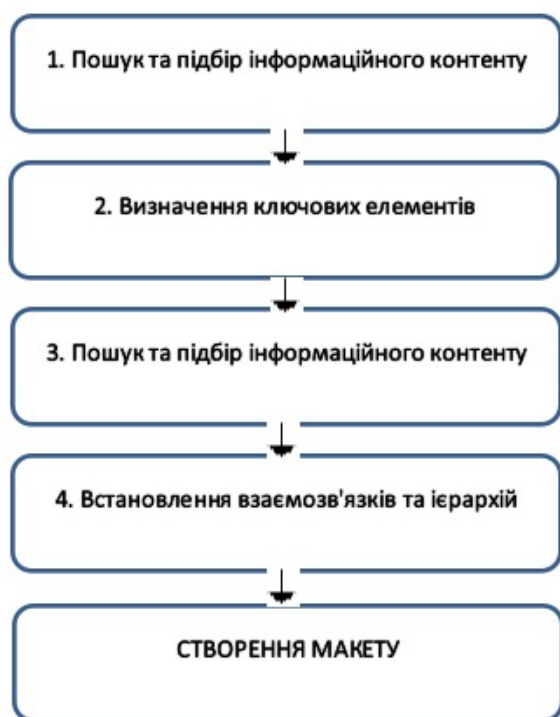 1. Пошук та підбір інформаційного контенту
2. Визначення ключових елементів
3. Пошук та підбір інформаційного контенту
4. Встановлення взаємозв'язків та ієрархій
СТВОРЕННЯ МАКЕТУ